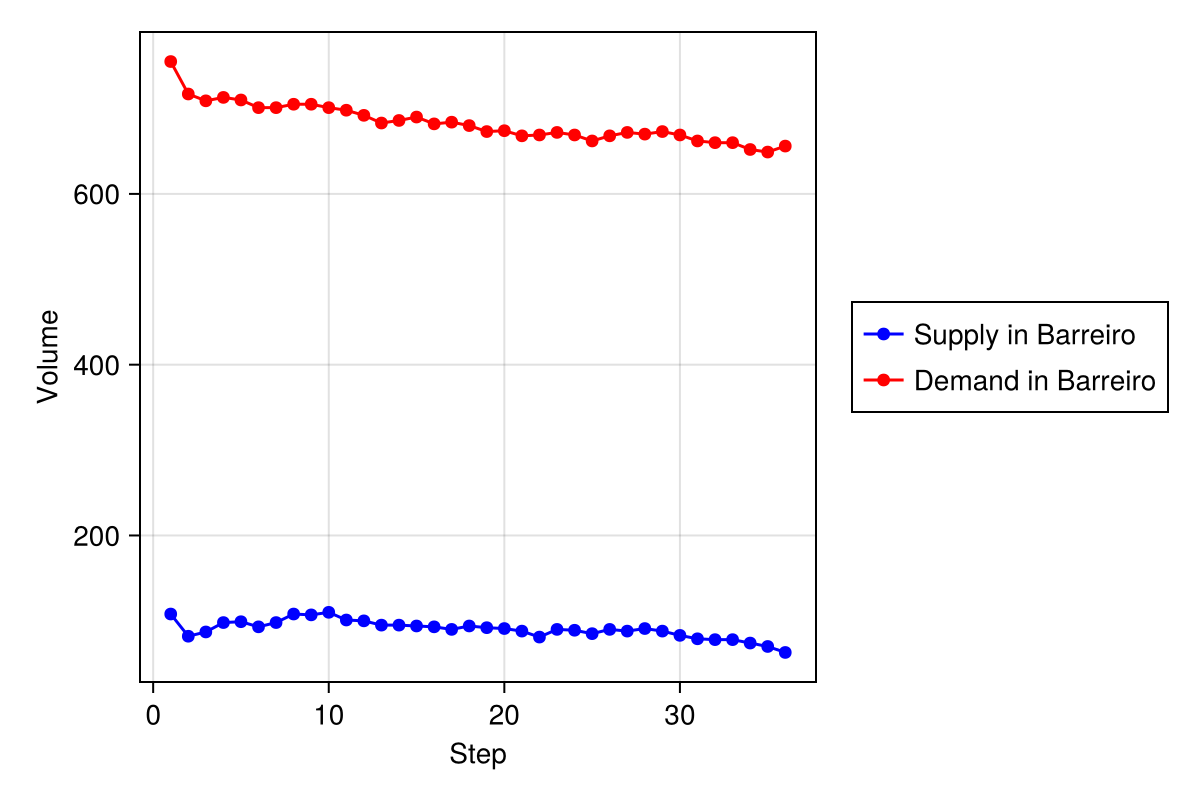 600
400
200
Volume
0 10 20 30
Step
Supply in Barreiro
Demand in Barreiro